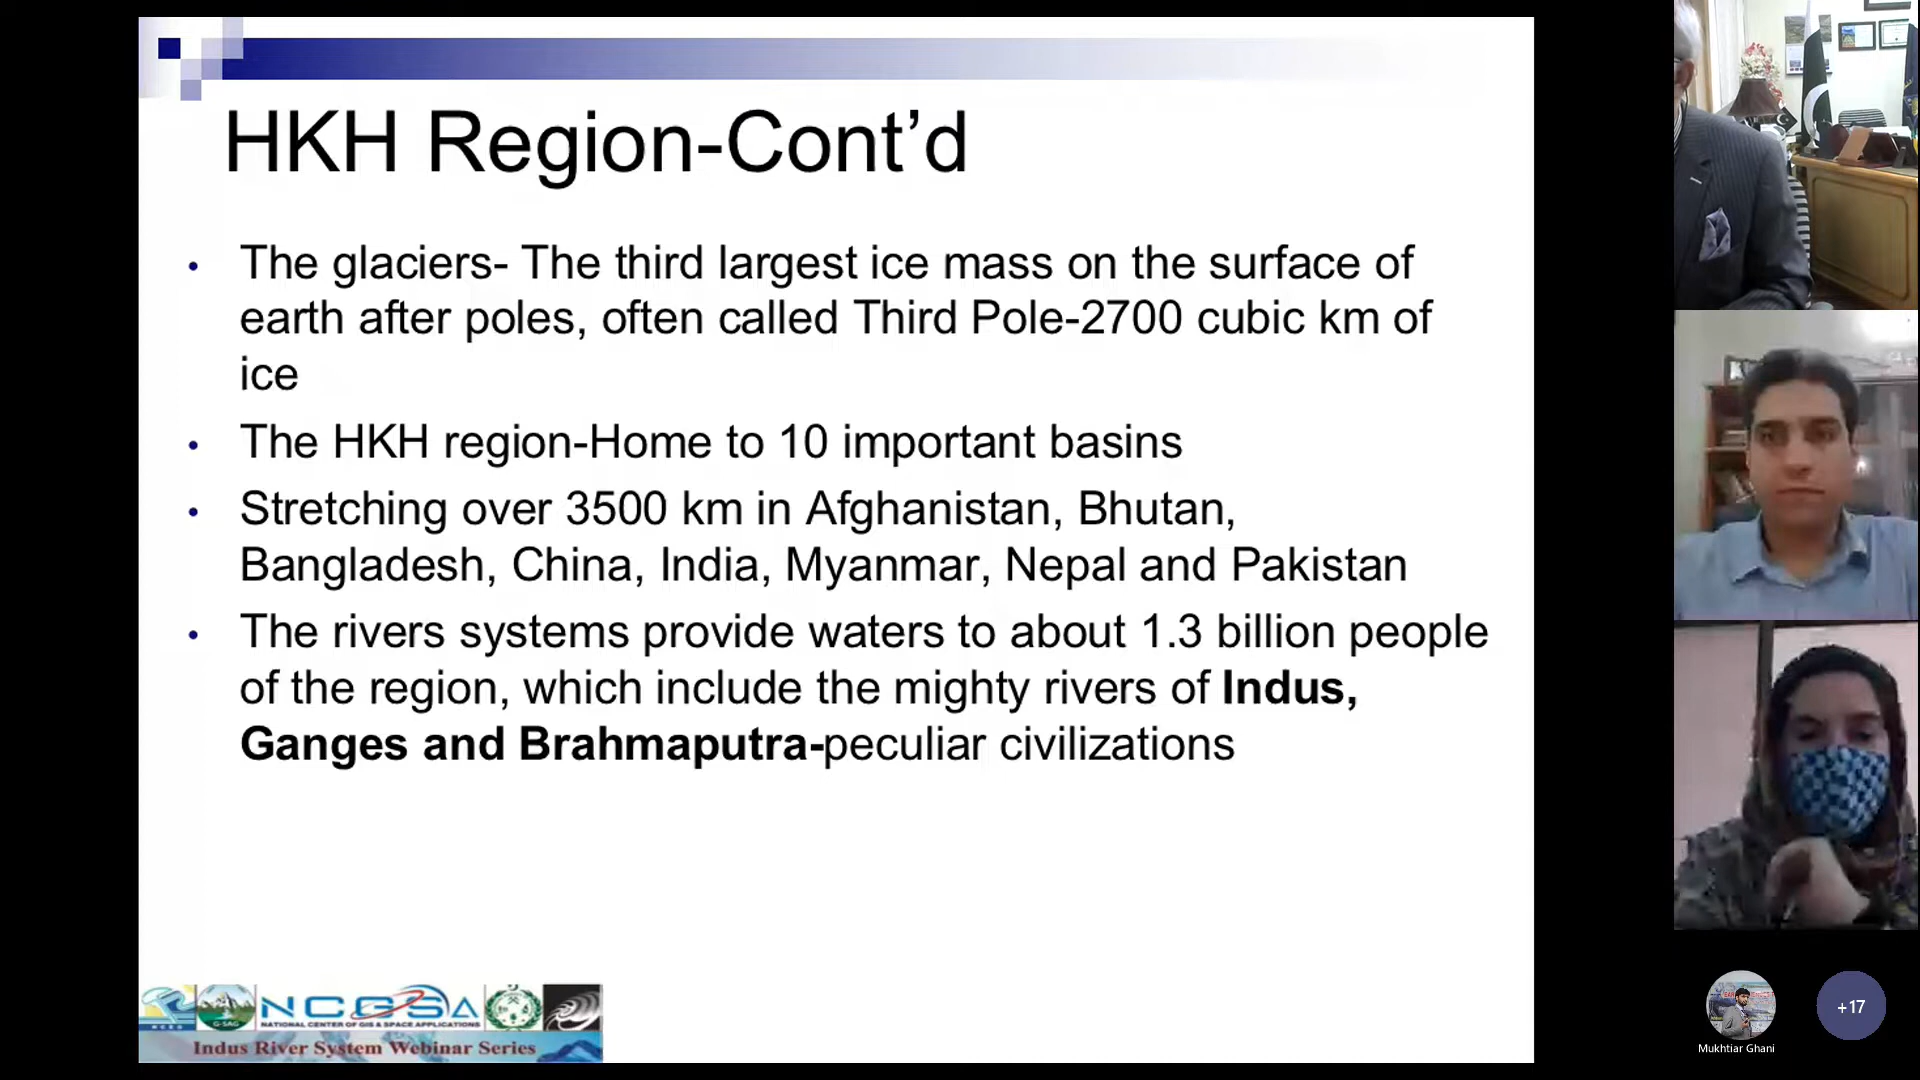 HKH Region-Cont’d
• The glaciers- The third largest ice mass on the surface of
earth after poles, often called Third Pole-2700 cubic km of
ice
• The HKH region-Home to 10 important basins
• Stretching over 3500 km in Afghanistan, Bhutan,
Bangladesh, China, India, Myanmar, Nepal and Pakistan
• The rivers systems provide waters to about 1.3 billion people
of the region, which include the mighty rivers of Indus,
Ganges and Brahmaputra-peculiar civilizations
G-SAG
NCGSA
NATIONAL CENTER OF GIS & SPACE APPLICATIONS
Indus River System Webinar Series
Mukhtiar Ghani
+17